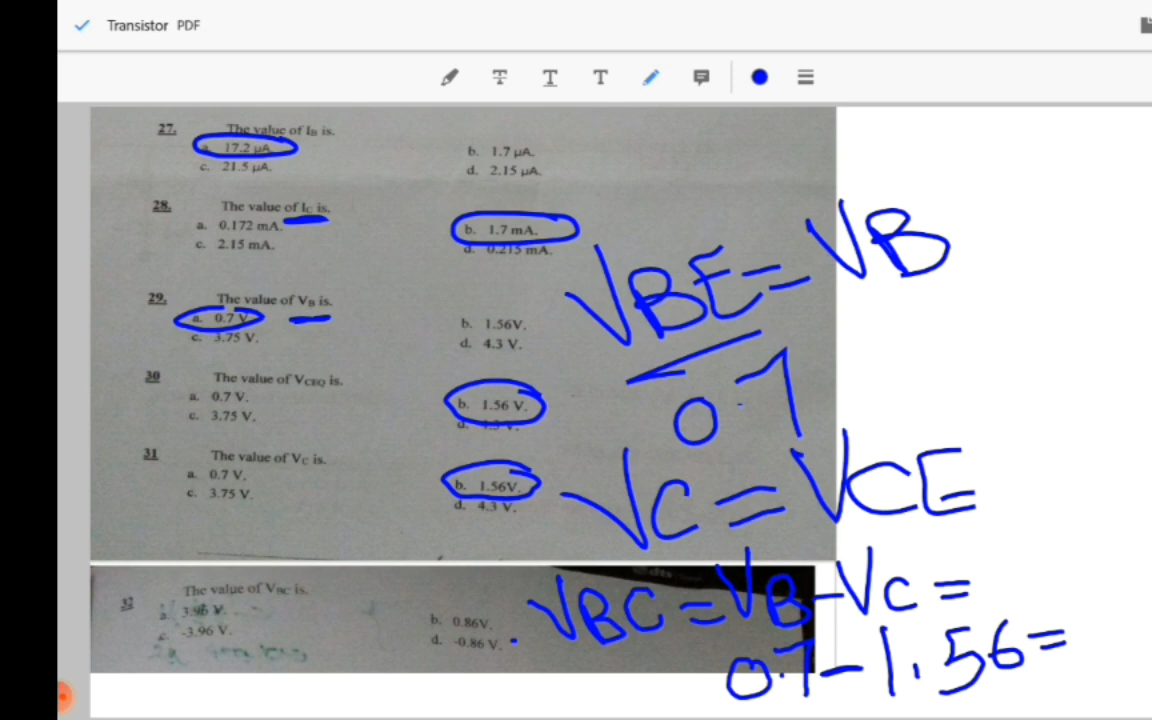 Transistor PDF
27. The value of IB is.
a. 17.2 µA.
b. 1.7 µA.
c. 21.5 µA.
d. 2.15 µA.
28. The value of IC is.
a. 0.172 mA.
b. 1.7 mA.
c. 2.15 mA.
d. 0.215 mA.
29. The value of VB is.
a. 0.7 V
b. 1.56V.
c. 3.75 V.
d. 4.3 V.
30 The value of VCEQ is.
a. 0.7 V.
b. 1.56 V.
c. 3.75 V.
d.
31 The value of VC is.
a. 0.7 V.
b. 1.56V.
c. 3.75 V.
d. 4.3 V.
32 The value of VBC is.
3.96 V.
b. 0.86V.
-3.96 V.
d. -0.86 V.
VBE=VB
0.7
VC=VCE
VBC=VB-VC=
0.7-1.56=